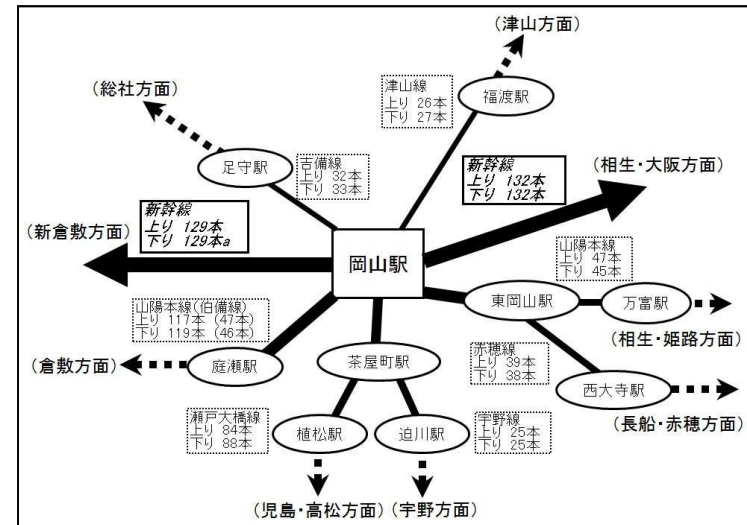 (津山方面)
(総社方面)
津山線
上り 26本
下り 27本
福渡駅
足守駅
吉備線
上り 32本
下り 33本
新幹線
上り 132本
下り 132本
(相生・大阪方面)
新幹線
上り 129本
下り 129本a
(新倉敷方面)
岡山駅
山陽本線
上り 47本
下り 45本
東岡山駅
万富駅
(相生・姫路方面)
山陽本線(伯備線)
上り 117本 (47本)
下り 119本 (46本)
(倉敷方面)
庭瀬駅
茶屋町駅
赤穂線
上り 39本
下り 38本
西大寺駅
(長船・赤穂方面)
瀬戸大橋線
上り 84本
下り 88本
植松駅
迫川駅
宇野線
上り 25本
下り 25本
(児島・高松方面)
(宇野方面)